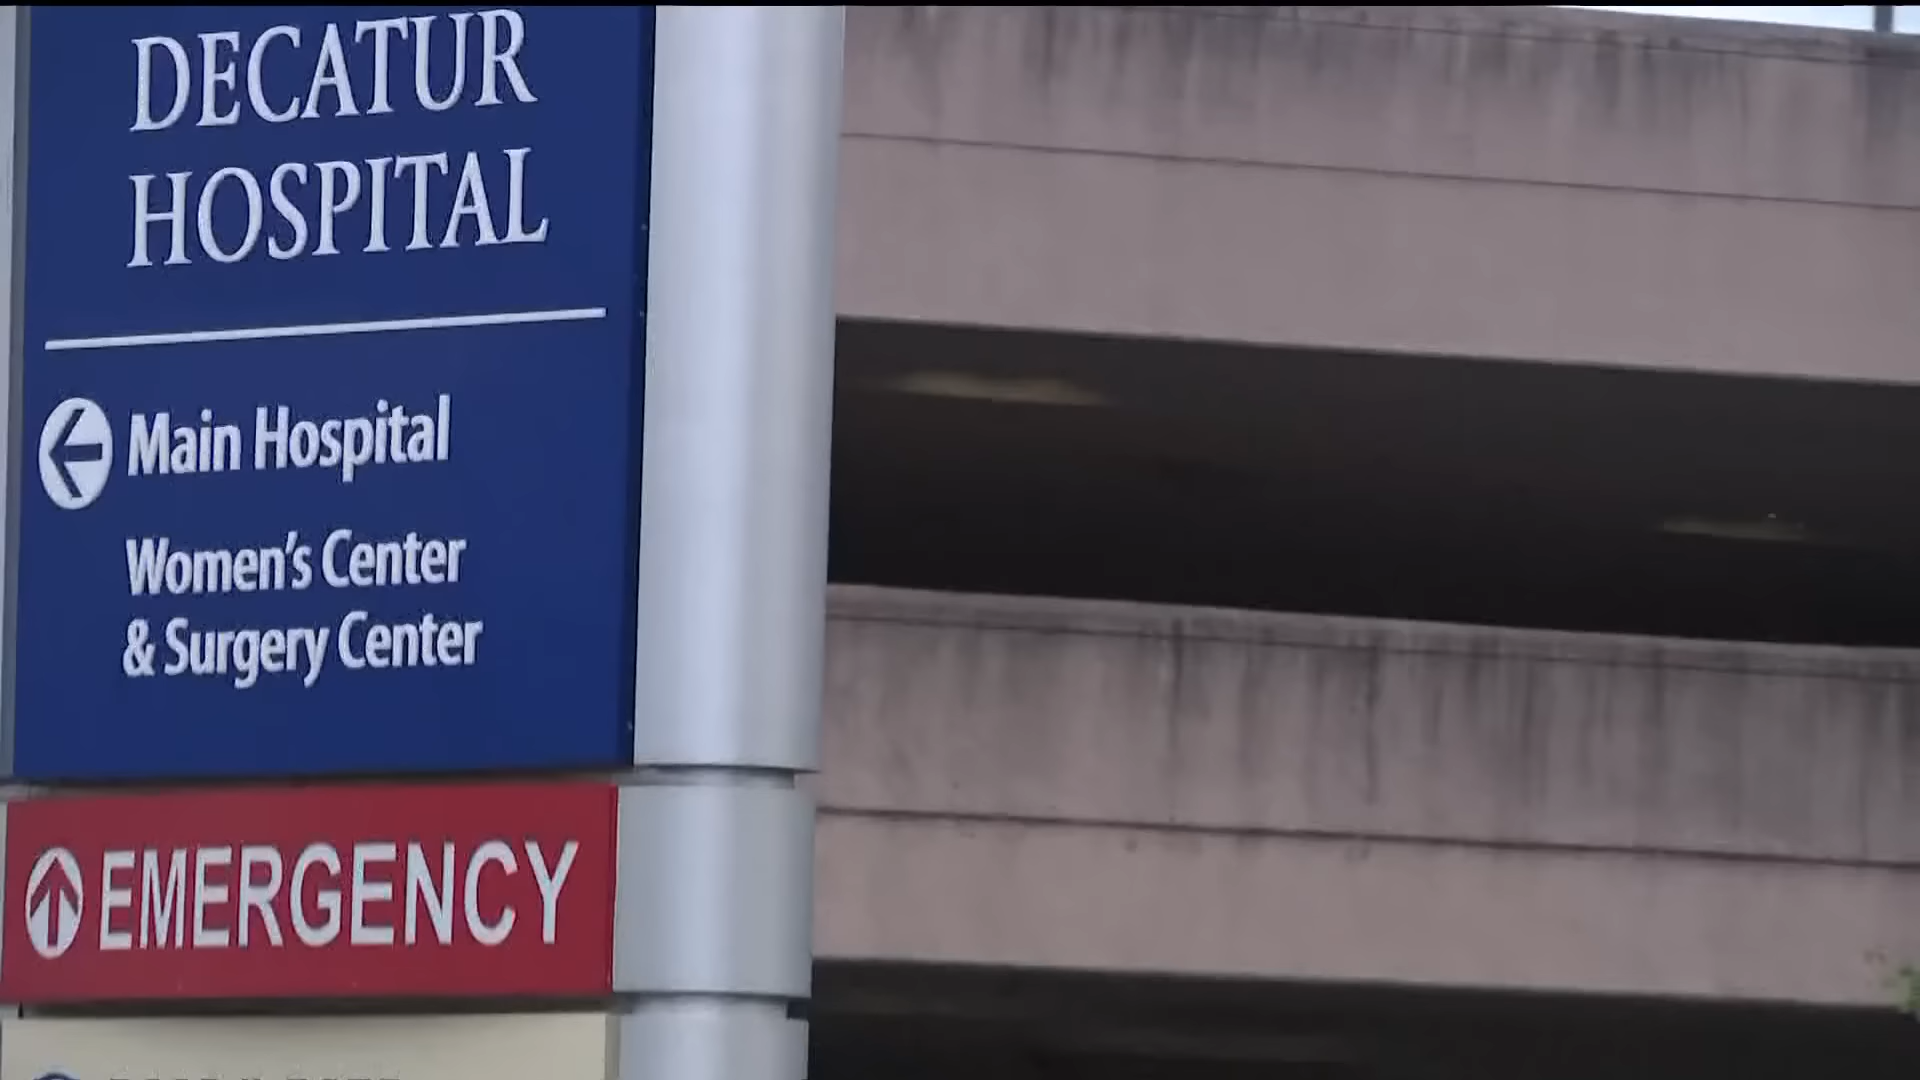 DECATUR
HOSPITAL
Main Hospital
Women's Center
& Surgery Center
EMERGENCY